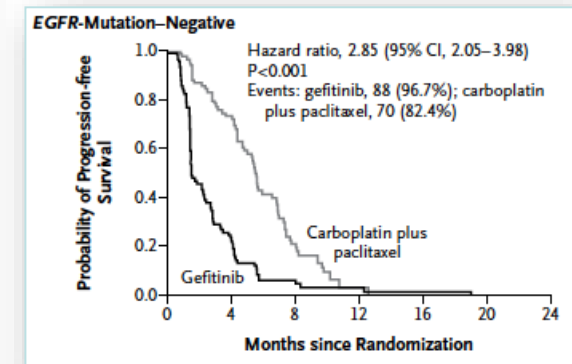 EGFR-Mutation–Negative
Hazard ratio, 2.85 (95% CI, 2.05–3.98)
P<0.001
Events: gefitinib, 88 (96.7%); carboplatin
plus paclitaxel, 70 (82.4%)
Probability of Progression-free
Survival
1.0
0.8
0.6
0.4
0.2
0.0
Carboplatin plus
paclitaxel
Gefitinib
0 4 8 12 16 20 24
Months since Randomization